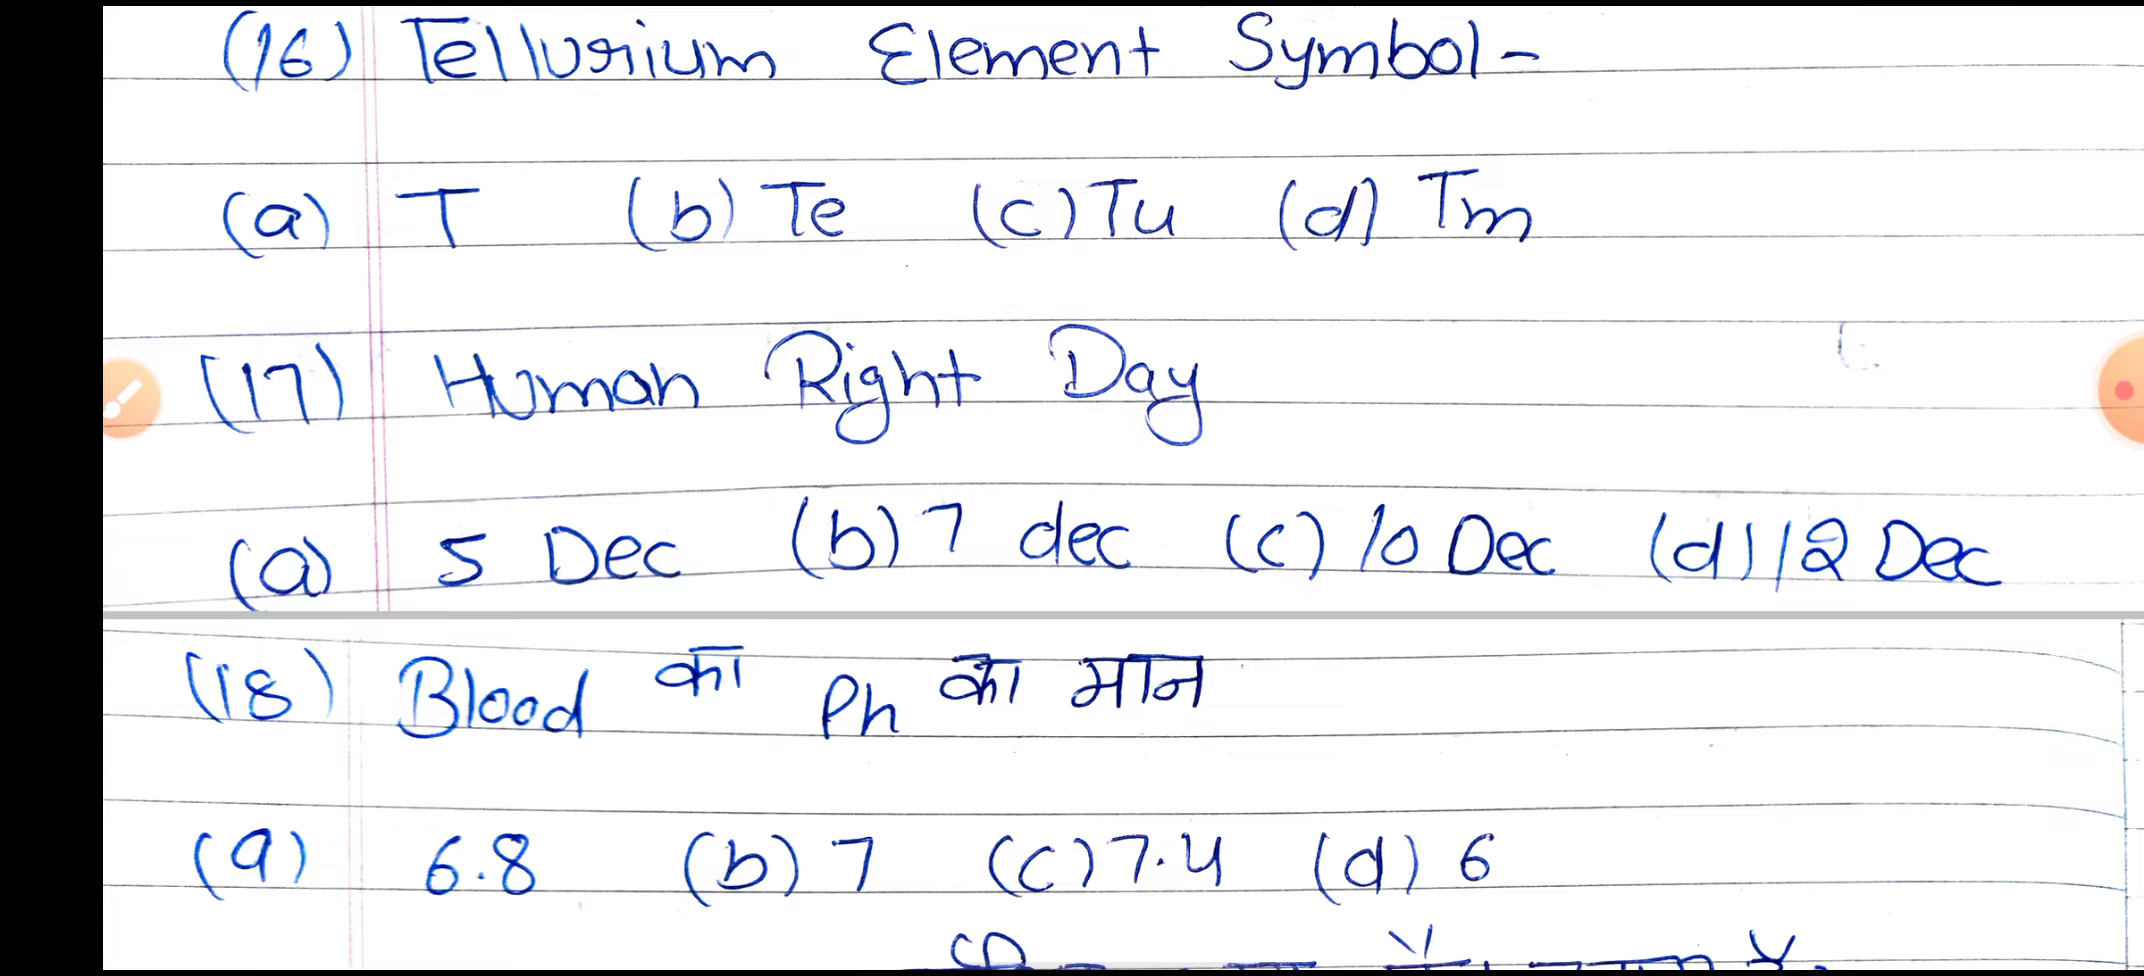 (16) Tellurium Element Symbol -
(a) T (b) Te (c) Tu (d) Tm
(17) Human Right Day
(a) 5 Dec (b) 7 dec (c) 10 Dec (d) 12 Dec
(18) Blood का Ph का मान
(a) 6.8 (b) 7 (c) 7.4 (d) 6